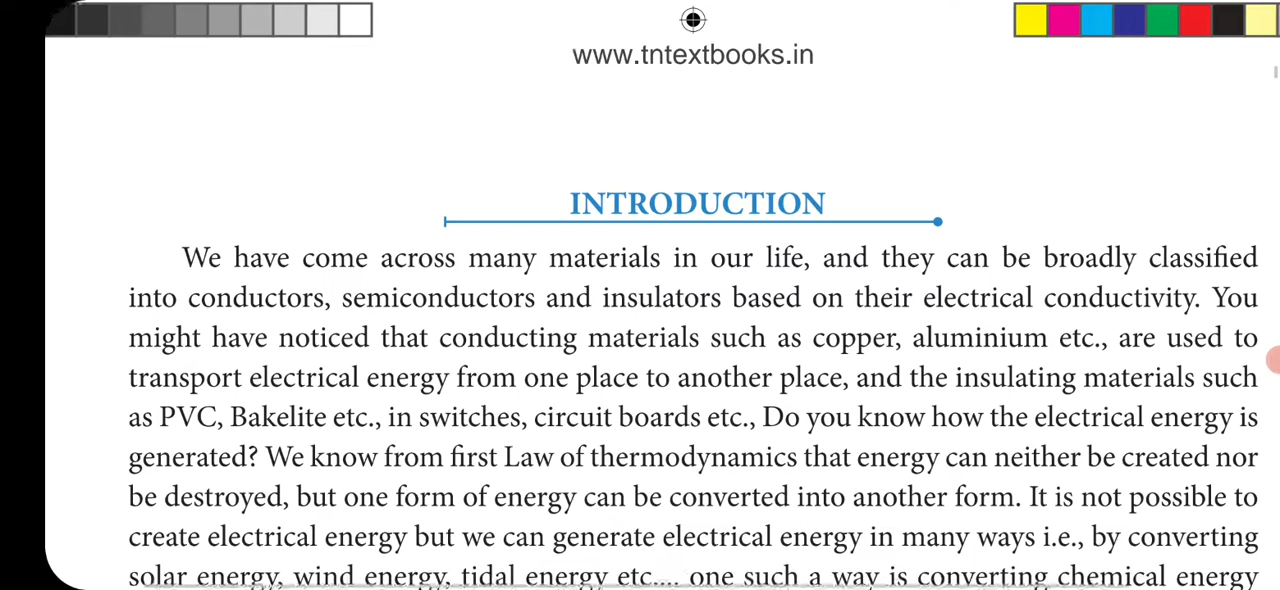 www.tntextbooks.in
INTRODUCTION
We have come across many materials in our life, and they can be broadly classified
into conductors, semiconductors and insulators based on their electrical conductivity. You
might have noticed that conducting materials such as copper, aluminium etc., are used to
transport electrical energy from one place to another place, and the insulating materials such
as PVC, Bakelite etc., in switches, circuit boards etc., Do you know how the electrical energy is
generated? We know from first Law of thermodynamics that energy can neither be created nor
be destroyed, but one form of energy can be converted into another form. It is not possible to
create electrical energy but we can generate electrical energy in many ways i.e., by converting
solar energy, wind energy, tidal energy etc.... one such a way is converting chemical energy